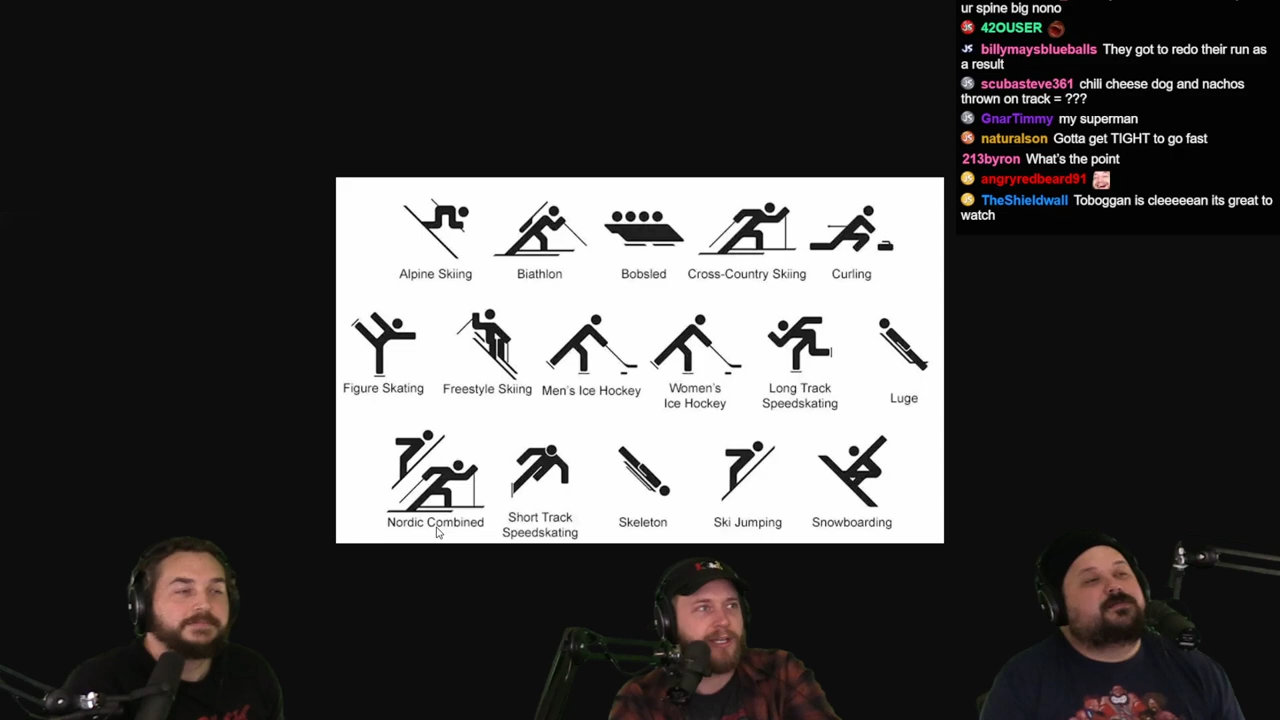 ur spine big nono
42OUSER
billymaysblueballs They got to redo their run as
a result
scubasteve361 chili cheese dog and nachos
thrown on track = ???
GnarTimmy my superman
naturalson Gotta get TIGHT to go fast
213byron What's the point
angryredbeard91
TheShieldwall Toboggan is cleeeeean its great to
watch
Alpine Skiing Biathlon Bobsled Cross-Country Skiing Curling
Figure Skating Freestyle Skiing Men's Ice Hockey Women's
Ice Hockey Long Track
Speedskating Luge
Nordic Combined Short Track
Speedskating Skeleton Ski Jumping Snowboarding